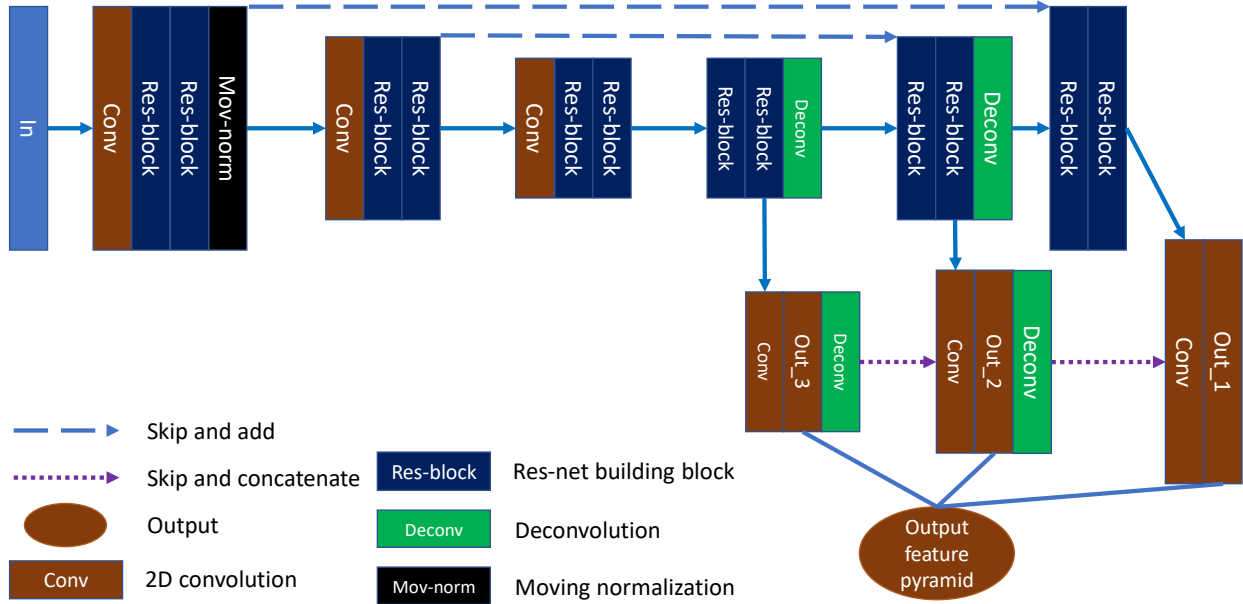 In
Conv
Res-block
Res-block
Mov-norm
Conv
Res-block
Res-block
Conv
Res-block
Res-block
Res-block
Res-block
Deconv
Res-block
Res-block
Deconv
Res-block
Res-block
Conv
Out_3
Deconv
Conv
Out_2
Deconv
Conv
Out_1
Output
feature
pyramid
Skip and add
Skip and concatenate
Output
Conv
2D convolution
Res-block
Res-net building block
Deconv
Deconvolution
Mov-norm
Moving normalization